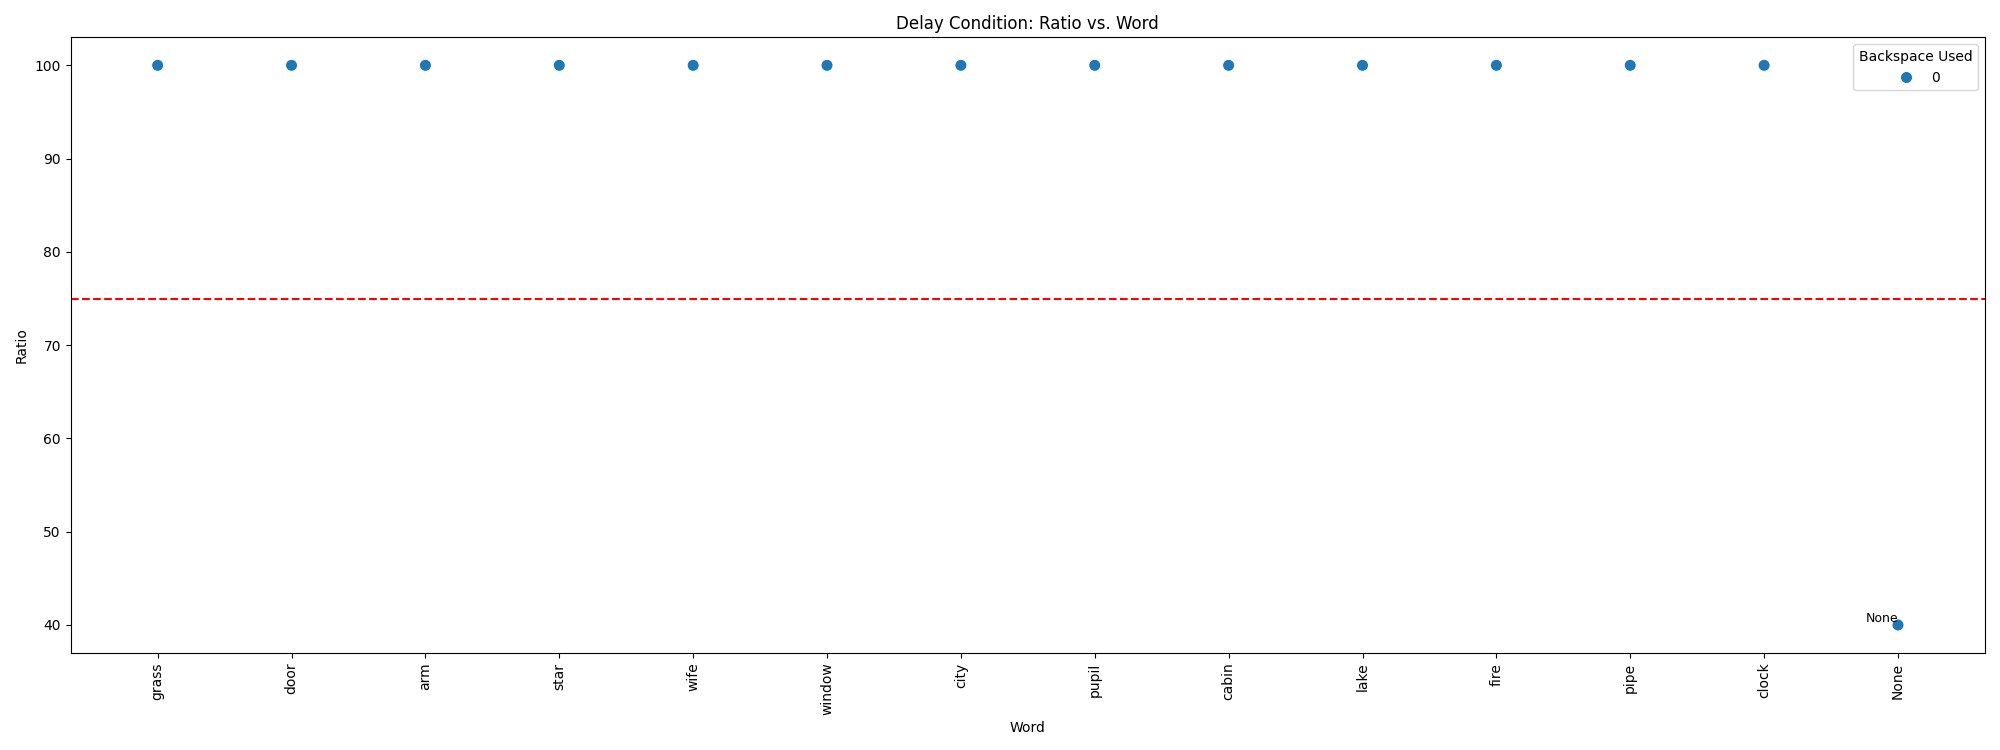 Delay Condition: Ratio vs. Word
Backspace Used
0
100
90
80
70
60
50
40
Ratio
None
grass
door
arm
star
wife
window
city
pupil
cabin
lake
fire
pipe
clock
None
Word